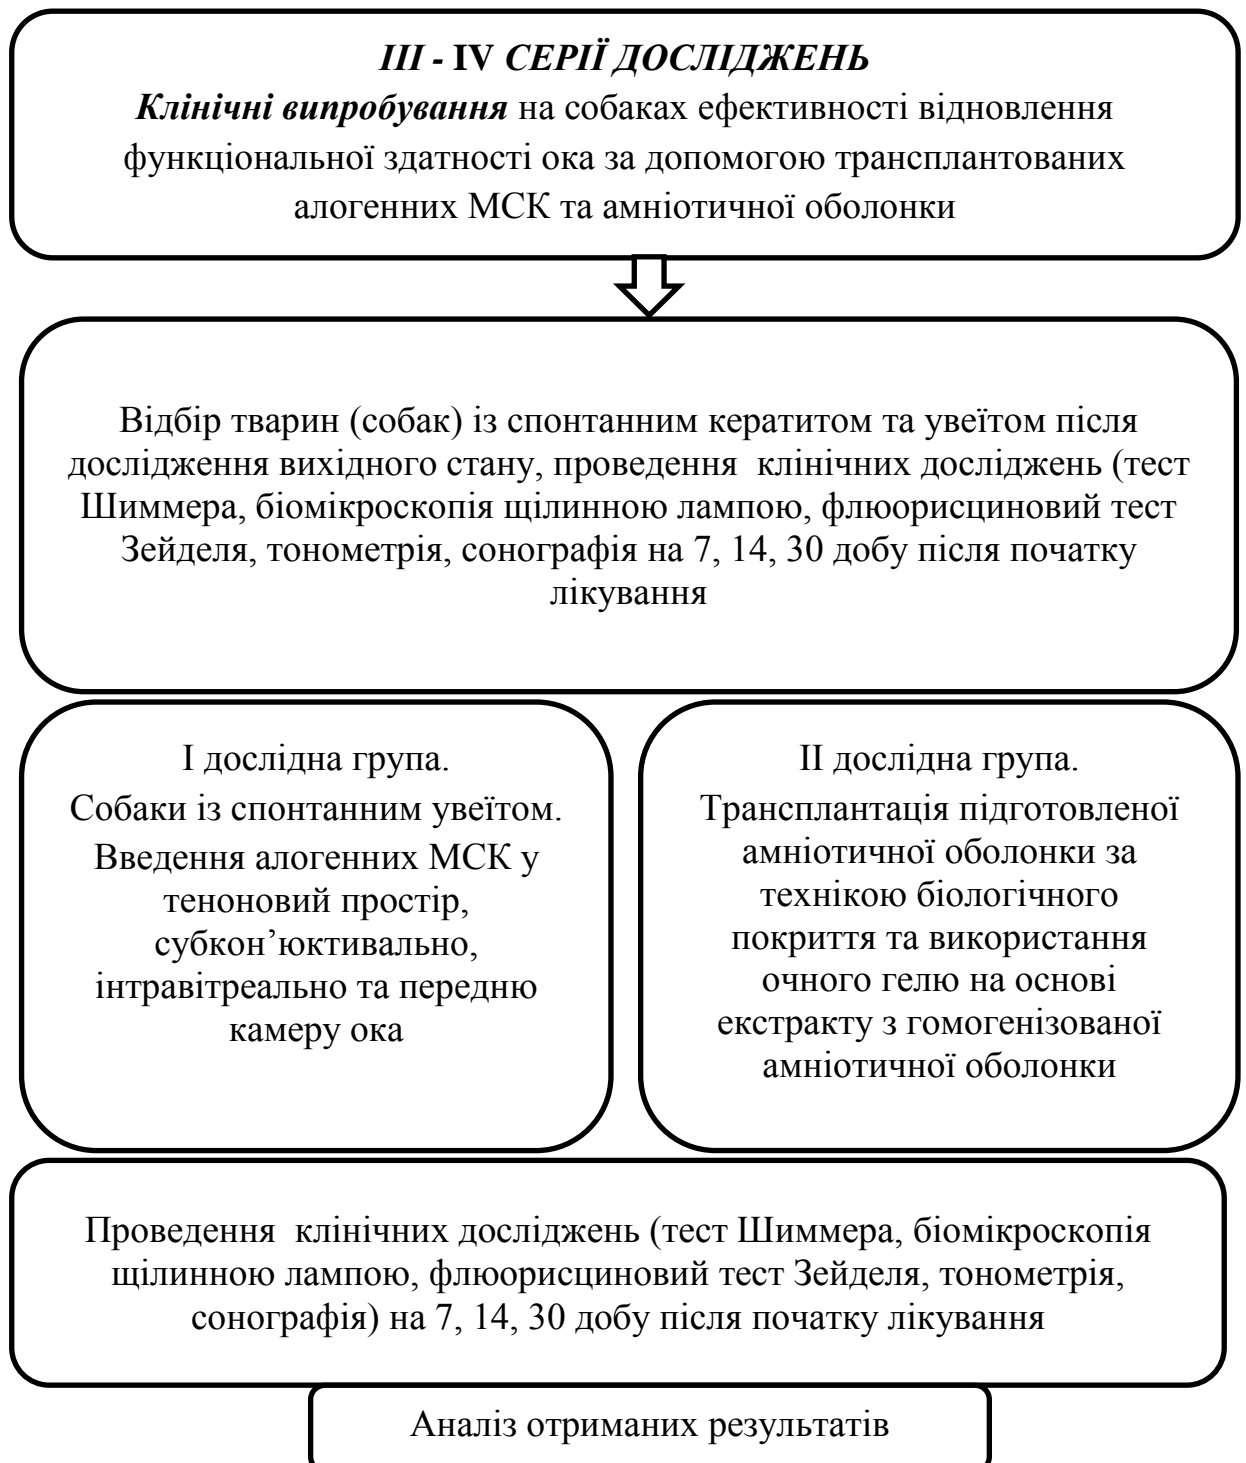 III - IV СЕРІЇ ДОСЛІДЖЕНЬ
Клінічні випробування на собаках ефективності відновлення
функціональної здатності ока за допомогою трансплантованих
алогенних МСК та амніотичної оболонки
Відбір тварин (собак) із спонтанним кератитом та увеїтом після
дослідження вихідного стану, проведення клінічних досліджень (тест
Шиммера, біомікроскопія щілинною лампою, флюорисциновий тест
Зейделя, тонометрія, сонографія на 7, 14, 30 добу після початку
лікування
І дослідна група.
Собаки із спонтанним увеїтом.
Введення алогенних МСК у
теноновий простір,
субкон’юктивально,
інтравітреально та передню
камеру ока
ІІ дослідна група.
Трансплантація підготовленої
амніотичної оболонки за
технікою біологічного
покриття та використання
очного гелю на основі
екстракту з гомогенізованої
амніотичної оболонки
Проведення клінічних досліджень (тест Шиммера, біомікроскопія
щілинною лампою, флюорисциновий тест Зейделя, тонометрія,
сонографія) на 7, 14, 30 добу після початку лікування
Аналіз отриманих результатів